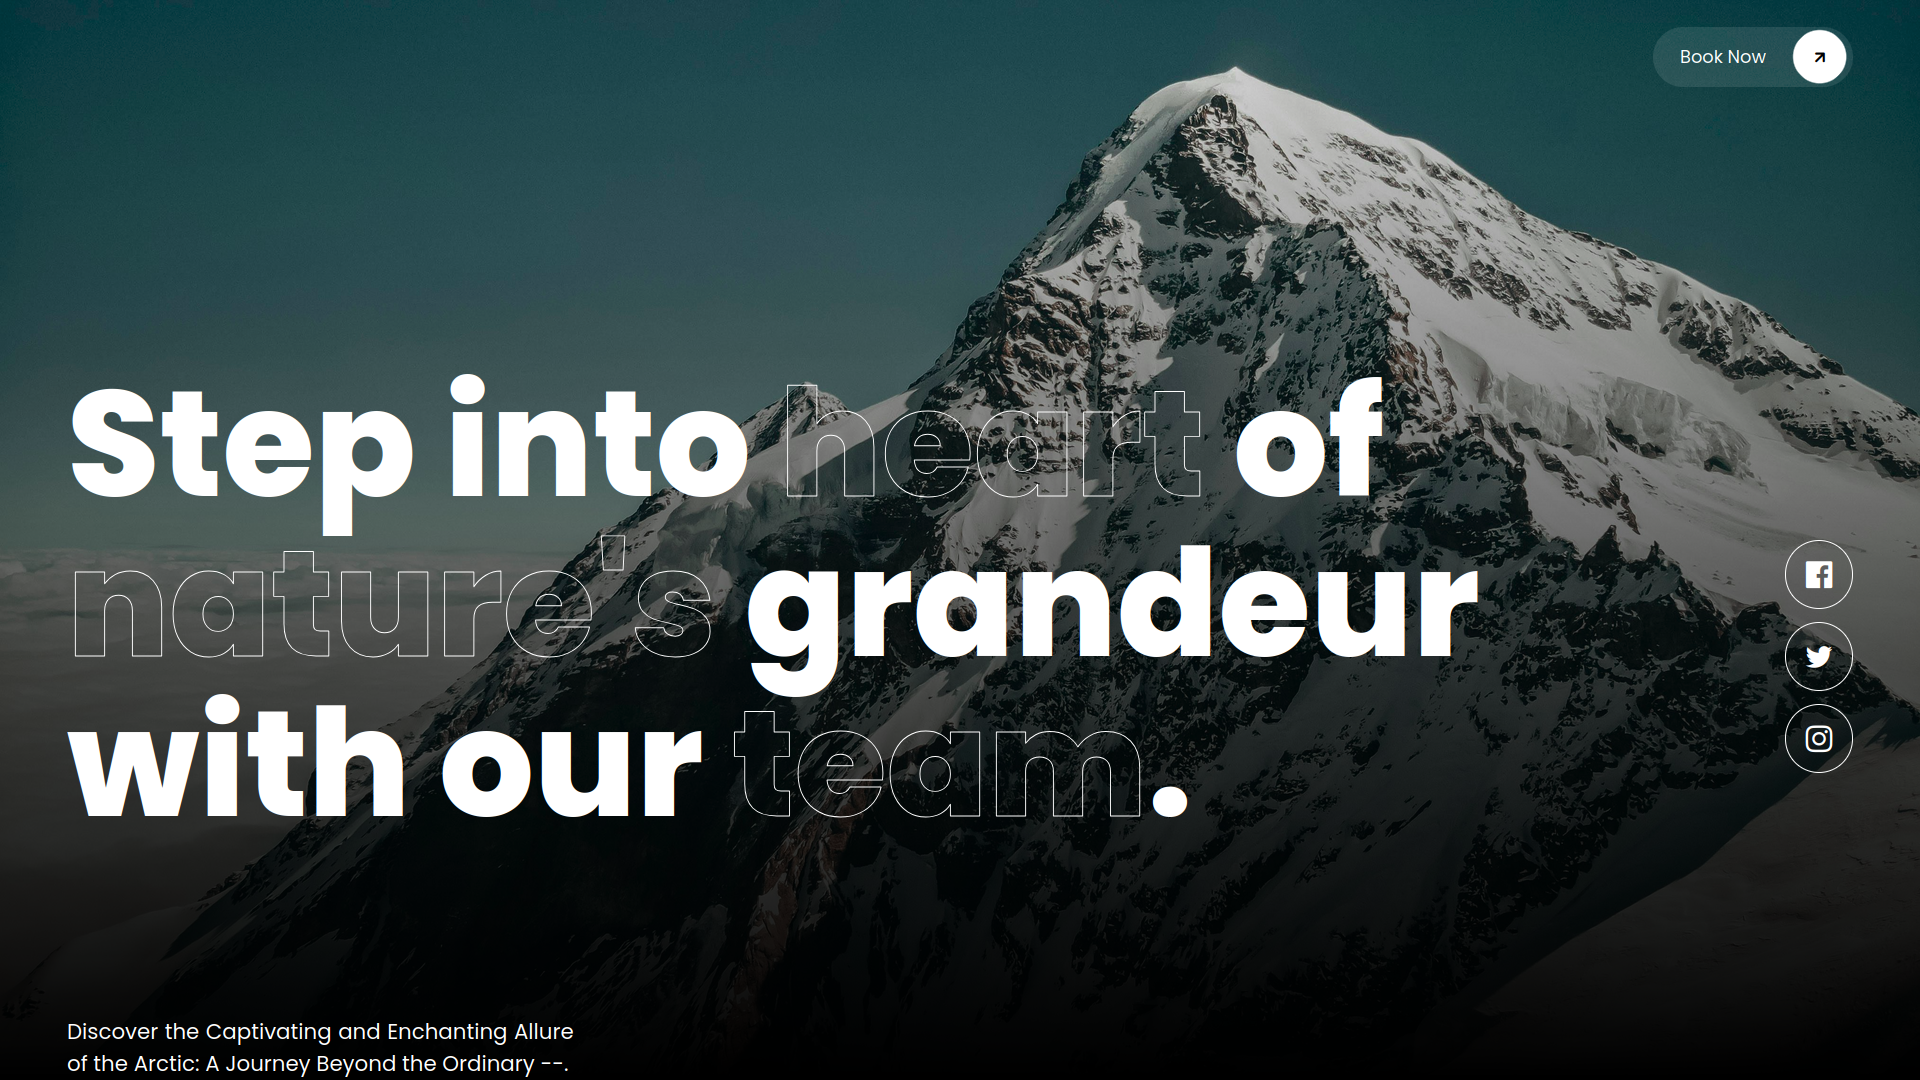 Book Now
Step into heart of
nature's grandeur
with our team.
Discover the Captivating and Enchanting Allure
of the Arctic: A Journey Beyond the Ordinary --.